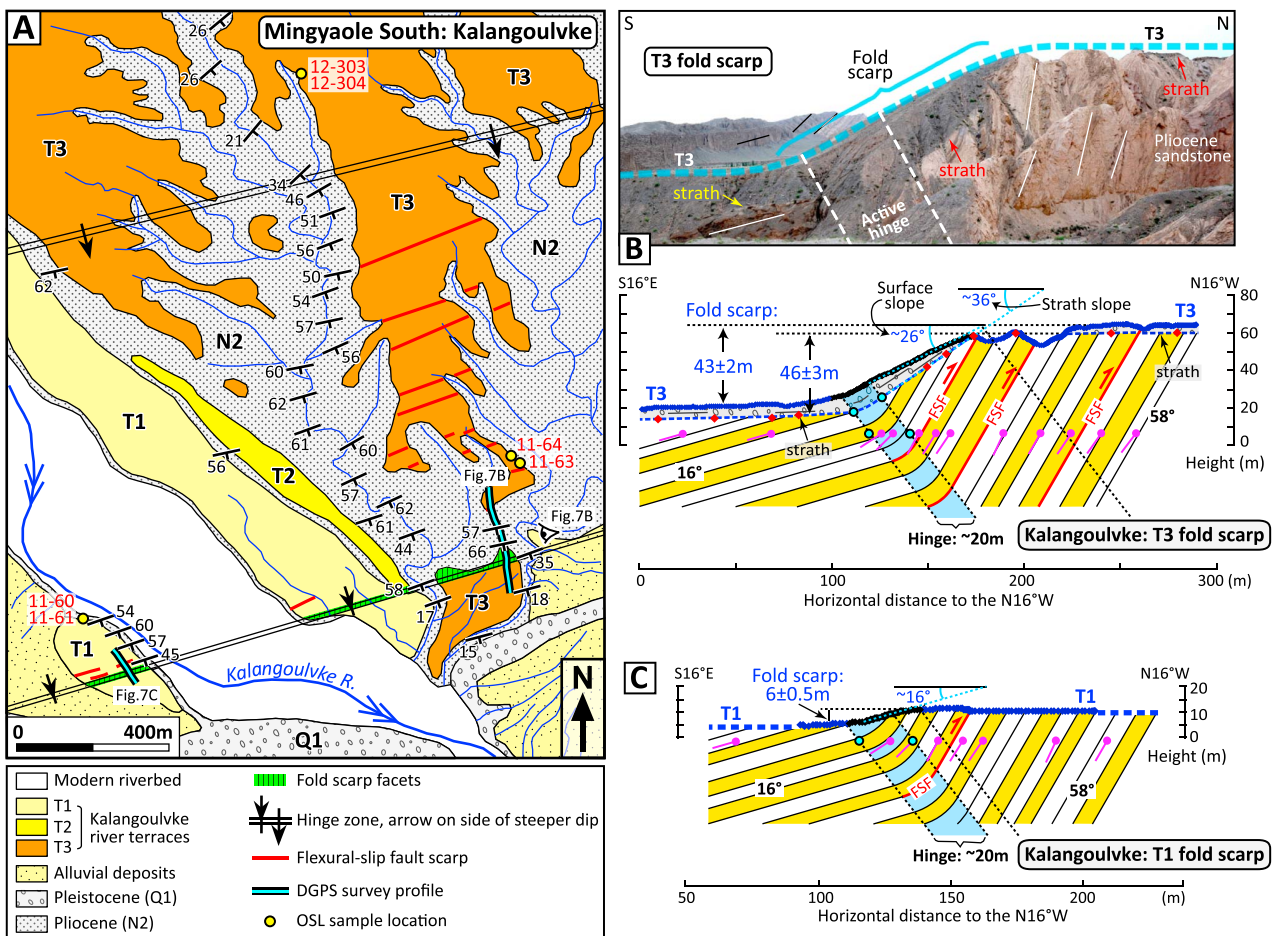 A
Mingyaole South: Kalangoulvke
26
26
21
12-303
12-304
T3
T3
T3
34
46
51
56
50
54
57
56
60
62
61
60
57
62
61
44
62
N2
N2
T1
T2
56
11-64
11-63
Fig.7B
Fig.7B
57
66
35
58
17
18
T3
15
11-60
11-61
54
60
57
45
T1
Fig.7C
Kalangoulvke R.
Q1
N
0 400m
Modern riverbed
T1
T2
T3
Kalangoulvke
river terraces
Alluvial deposits
Pleistocene (Q1)
Pliocene (N2)
Fold scarp facets
Hinge zone, arrow on side of steeper dip
Flexural-slip fault scarp
DGPS survey profile
OSL sample location
S N
T3 fold scarp
Fold
scarp
T3
T3
strath
strath
strath
Pliocene
sandstone
Active
hinge
B
S16°E
N16°W
Fold scarp:
Surface
slope
~36°
Strath slope
~26°
43±2m
46±3m
T3
T3
strath
strath
FSF
FSF
FSF
16°
58°
80
60
40
20
0
Height (m)
Hinge: ~20m
Kalangoulvke: T3 fold scarp
0 100 200 300 (m)
Horizontal distance to the N16°W
C
S16°E
N16°W
Fold scarp:
6±0.5m
~16°
T1
T1
20
10
0
Height (m)
16°
58°
FSF
Hinge: ~20m
Kalangoulvke: T1 fold scarp
50 100 150 200 (m)
Horizontal distance to the N16°W